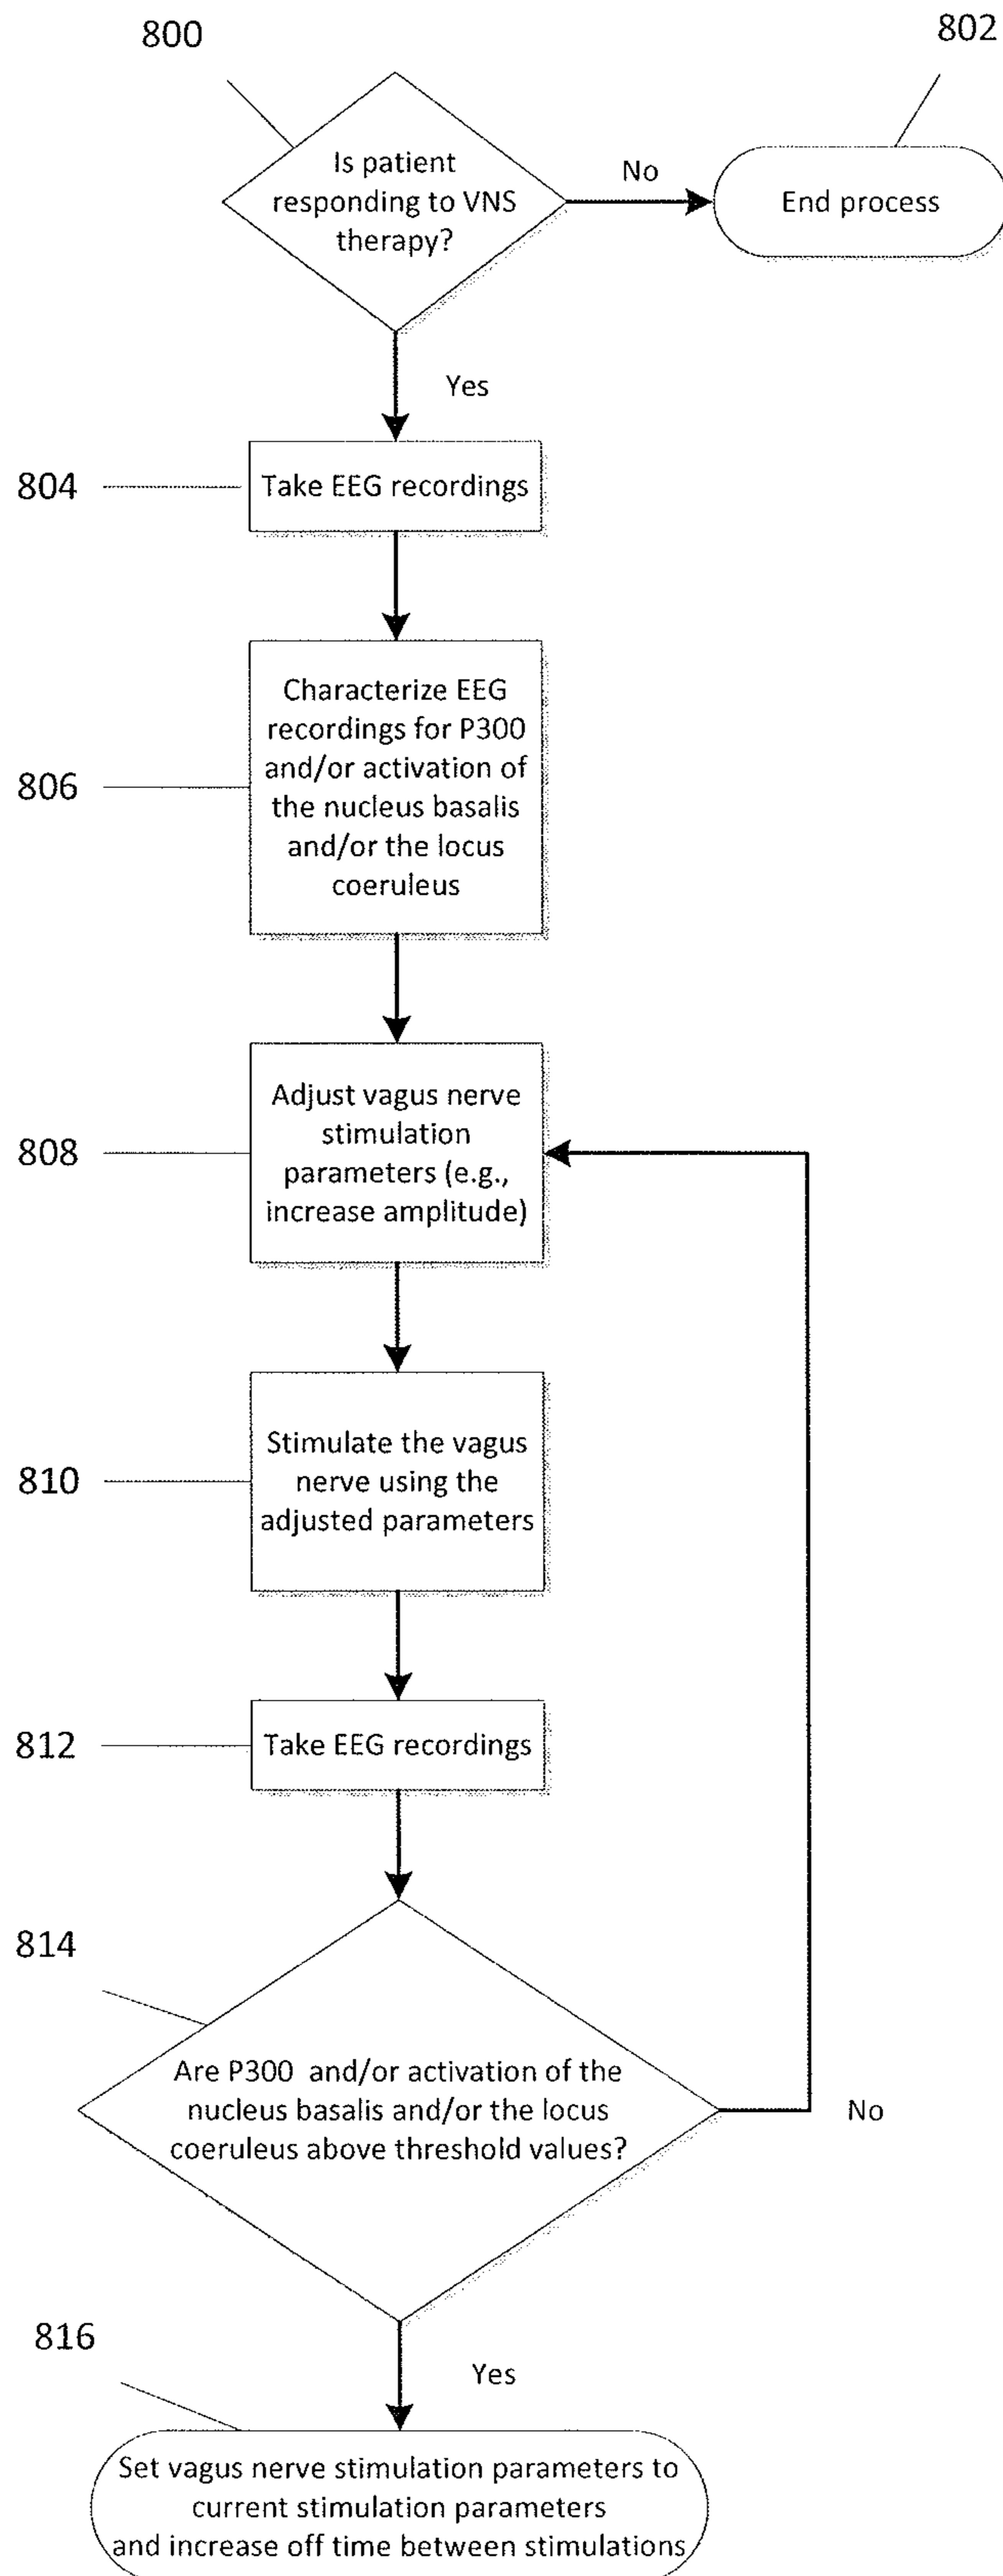 800
802
Is patient
responding to VNS
therapy?
No
End process
Yes
804
Take EEG recordings
806
Characterize EEG
recordings for P300
and/or activation of
the nucleus basalis
and/or the locus
coeruleus
808
Adjust vagus nerve
stimulation
parameters (e.g.,
increase amplitude)
810
Stimulate the vagus
nerve using the
adjusted parameters
812
Take EEG recordings
814
Are P300 and/or activation of the
nucleus basalis and/or the locus
coeruleus above threshold values?
No
816
Yes
Set vagus nerve stimulation parameters to
current stimulation parameters
and increase off time between stimulations